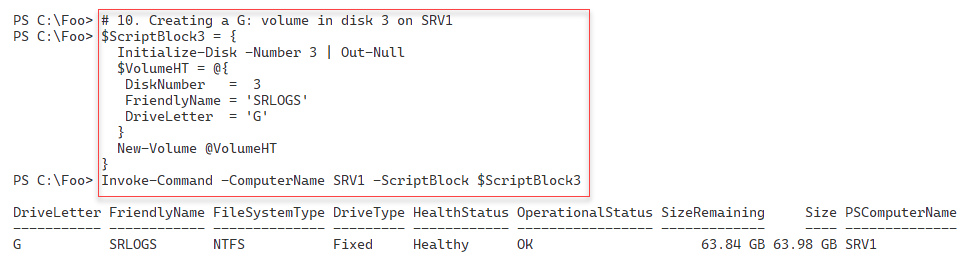 PS C:\Foo> # 10. Creating a G: volume in disk 3 on SRV1
PS C:\Foo> $ScriptBlock3 = {
  Initialize-Disk -Number 3 | Out-Null
  $VolumeHT = @{
   DiskNumber   =  3
   FriendlyName = 'SRLOGS'
   DriveLetter  = 'G'
  }
  New-Volume @VolumeHT
}
PS C:\Foo> Invoke-Command -ComputerName SRV1 -ScriptBlock $ScriptBlock3
DriveLetter FriendlyName FileSystemType DriveType HealthStatus OperationalStatus SizeRemaining     Size PSComputerName
----------- ------------ -------------- --------- ------------ ----------------- -------------     ---- --------------
G           SRLOGS       NTFS           Fixed     Healthy      OK                     63.84 GB 63.98 GB SRV1